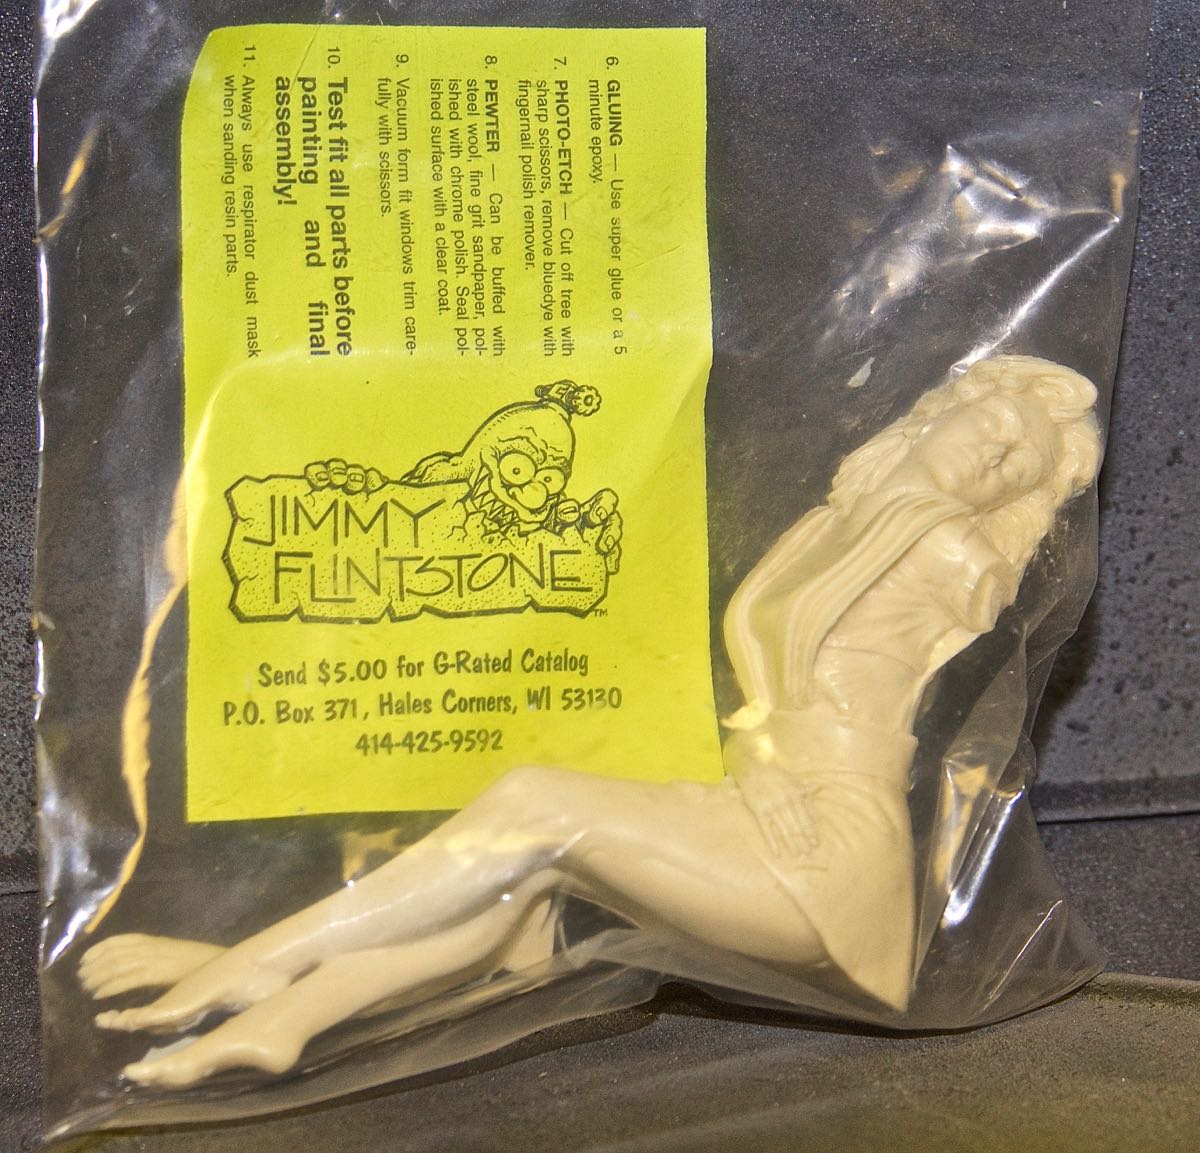 6. GLUING — Use super glue or a 5
minute epoxy.
7. PHOTO-ETCH — Cut off tree with
sharp scissors, remove bluedye with
fingernail polish remover.
8. PEWTER — Can be buffed with
steel wool, fine grit sandpaper, pol-
ished with chrome polish. Seal pol-
ished surface with a clear coat.
9. Vacuum form fit windows trim care-
fully with scissors.
10. Test fit all parts before
painting and final
assembly!
11. Always use respirator dust mask
when sanding resin parts.
JIMMY
FLINTSTONE
TM
Send $5.00 for G-Rated Catalog
P.O. Box 371, Hales Corners, WI 53130
414-425-9592